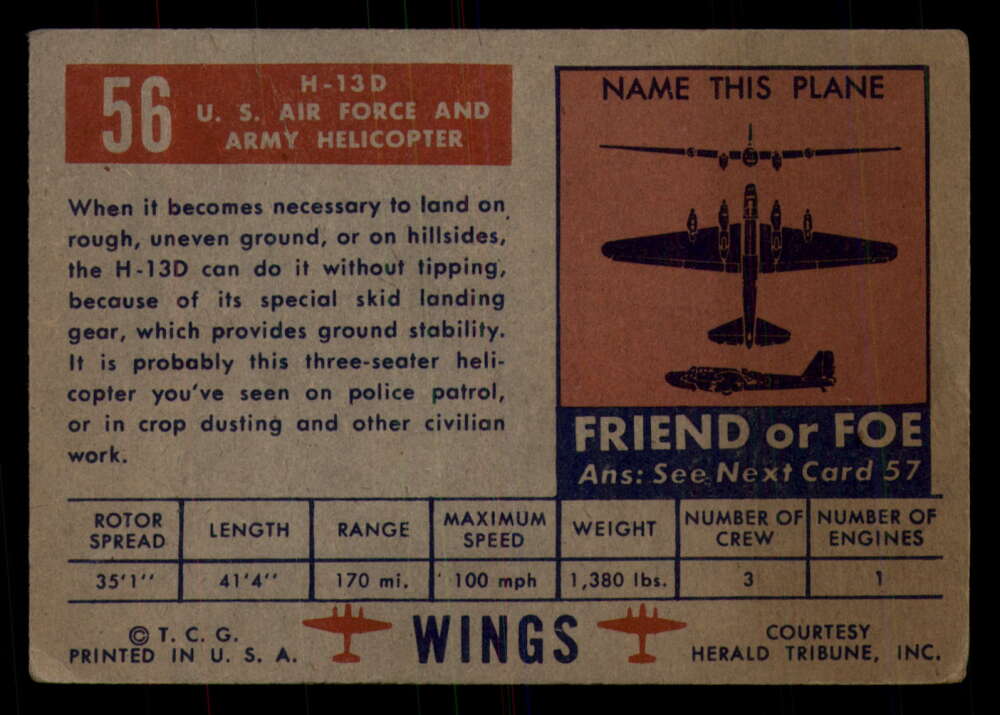 56
H-13D
U. S. AIR FORCE AND
ARMY HELICOPTER
When it becomes necessary to land on
rough, uneven ground, or on hillsides,
the H-13D can do it without tipping,
because of its special skid landing
gear, which provides ground stability.
It is probably this three-seater heli-
copter you've seen on police patrol,
or in crop dusting and other civilian
work.
NAME THIS PLANE
FRIEND or FOE
Ans: See Next Card 57
ROTOR SPREAD LENGTH RANGE MAXIMUM SPEED WEIGHT NUMBER OF CREW NUMBER OF ENGINES
35'1'' 41'4'' 170 mi. 100 mph 1,380 lbs. 3 1
© T. C. G.
PRINTED IN U. S. A.
WINGS
COURTESY
HERALD TRIBUNE, INC.